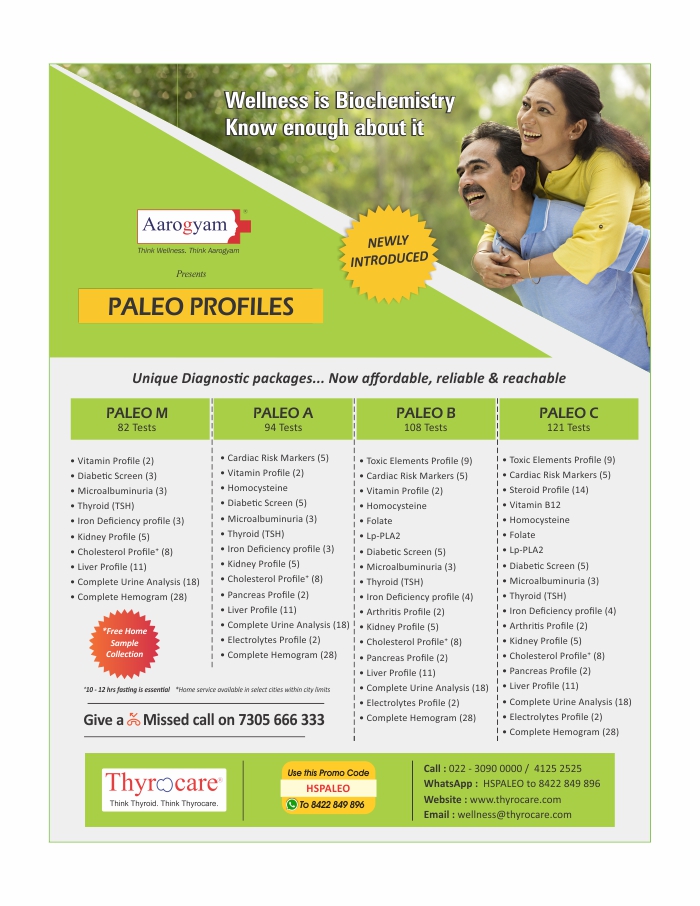 Wellness is Biochemistry
Know enough about it
Aarogyam®
Think Wellness. Think Aarogyam
Presents
PALEO PROFILES
NEWLY
INTRODUCED
Unique Diagnostic packages... Now affordable, reliable & reachable
PALEO M
82 Tests
• Vitamin Profile (2)
• Diabetic Screen (3)
• Microalbuminuria (3)
• Thyroid (TSH)
• Iron Deficiency profile (3)
• Kidney Profile (5)
• Cholesterol Profile+ (8)
• Liver Profile (11)
• Complete Urine Analysis (18)
• Complete Hemogram (28)
*Free Home
Sample
Collection
PALEO A
94 Tests
• Cardiac Risk Markers (5)
• Vitamin Profile (2)
• Homocysteine
• Diabetic Screen (5)
• Microalbuminuria (3)
• Thyroid (TSH)
• Iron Deficiency profile (3)
• Kidney Profile (5)
• Cholesterol Profile+ (8)
• Pancreas Profile (2)
• Liver Profile (11)
• Complete Urine Analysis (18)
• Electrolytes Profile (2)
• Complete Hemogram (28)
PALEO B
108 Tests
• Toxic Elements Profile (9)
• Cardiac Risk Markers (5)
• Vitamin Profile (2)
• Homocysteine
• Folate
• Lp-PLA2
• Diabetic Screen (5)
• Microalbuminuria (3)
• Thyroid (TSH)
• Iron Deficiency profile (4)
• Arthritis Profile (2)
• Kidney Profile (5)
• Cholesterol Profile+ (8)
• Pancreas Profile (2)
• Liver Profile (11)
• Complete Urine Analysis (18)
• Electrolytes Profile (2)
• Complete Hemogram (28)
PALEO C
121 Tests
• Toxic Elements Profile (9)
• Cardiac Risk Markers (5)
• Steroid Profile (14)
• Vitamin B12
• Homocysteine
• Folate
• Lp-PLA2
• Diabetic Screen (5)
• Microalbuminuria (3)
• Thyroid (TSH)
• Iron Deficiency profile (4)
• Arthritis Profile (2)
• Kidney Profile (5)
• Cholesterol Profile+ (8)
• Pancreas Profile (2)
• Liver Profile (11)
• Complete Urine Analysis (18)
• Electrolytes Profile (2)
• Complete Hemogram (28)
+10 - 12 hrs fasting is essential *Home service available in select cities within city limits
Give a Missed call on 7305 666 333
Thyrocare®
Think Thyroid. Think Thyrocare.
Use this Promo Code
HSPALEO
To 8422 849 896
Call : 022 - 3090 0000 / 4125 2525
WhatsApp : HSPALEO to 8422 849 896
Website : www.thyrocare.com
Email : wellness@thyrocare.com